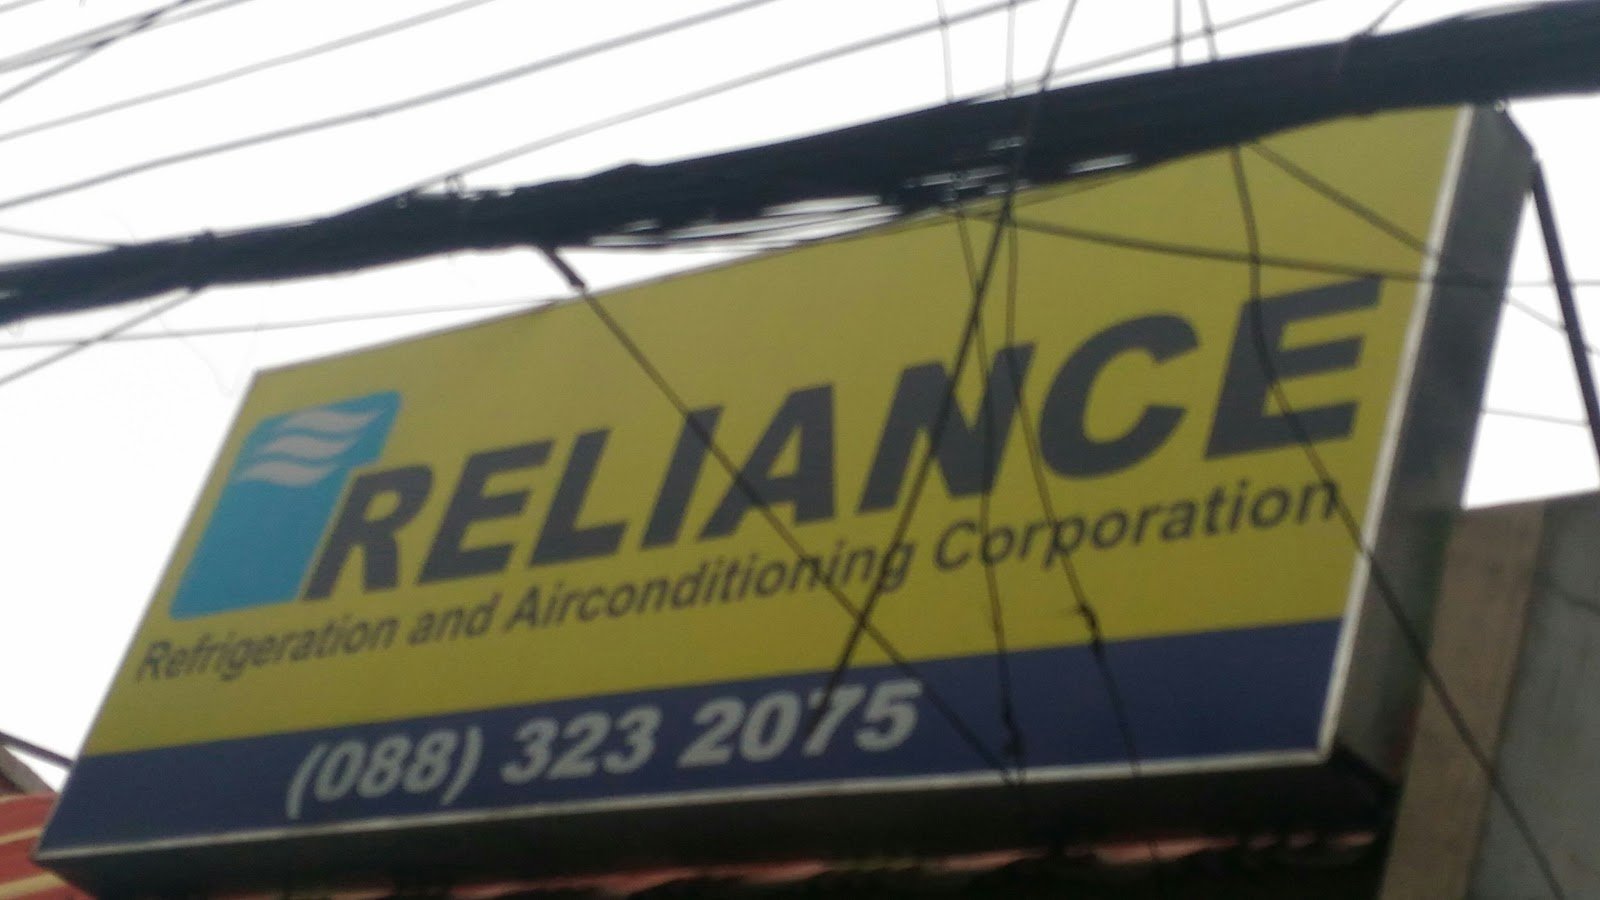 RELIANCE
Refrigeration and Airconditioning Corporation
(088) 323 2075